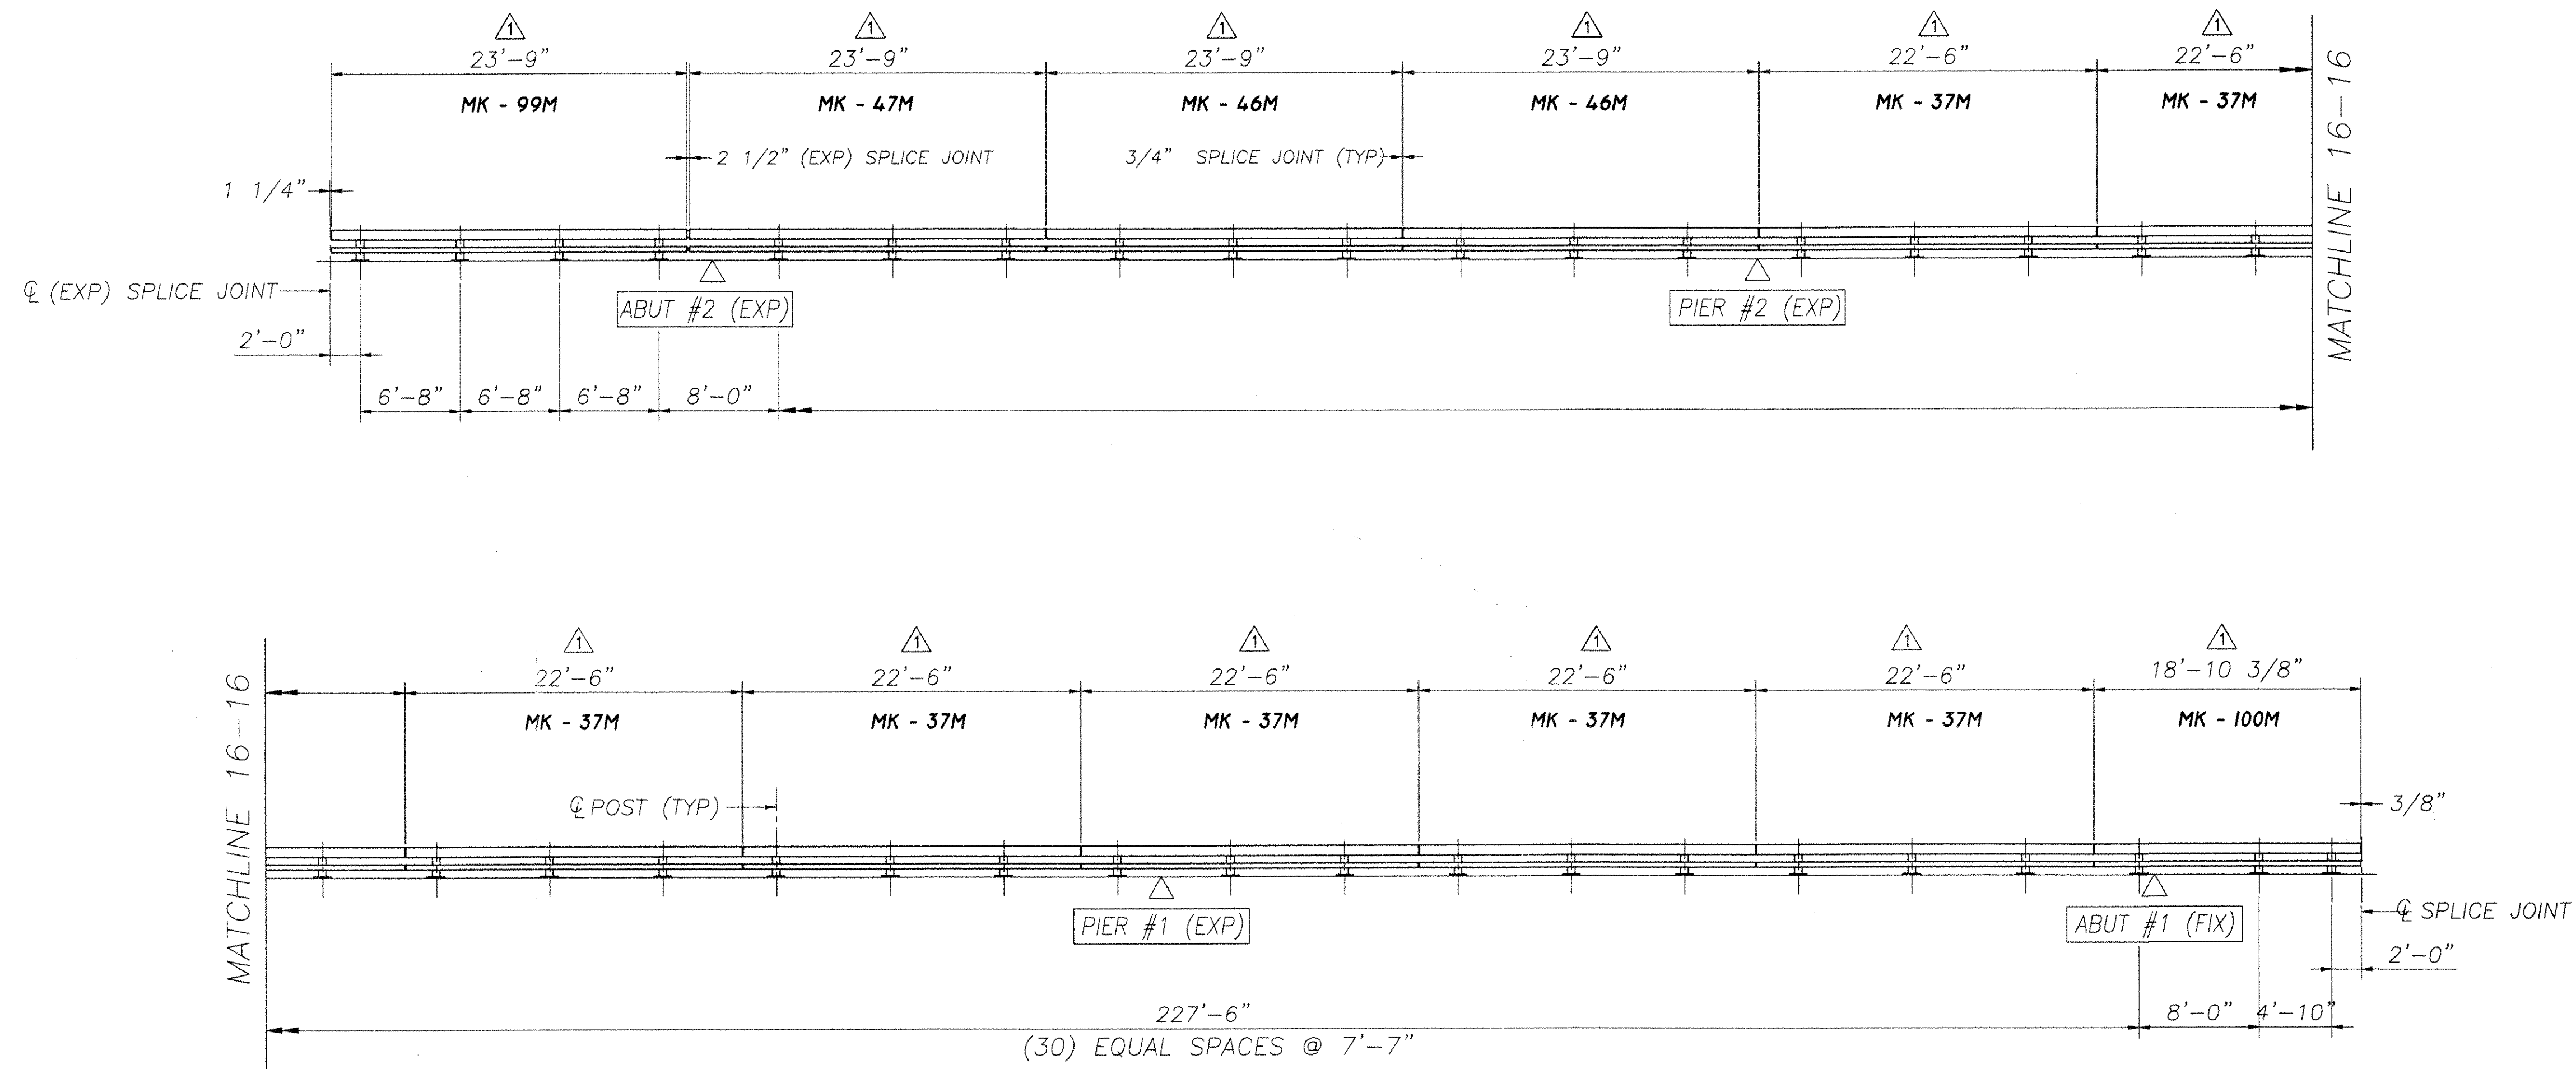 1 1 1 1 1 1
23'-9" 23'-9" 23'-9" 23'-9" 22'-6" 22'-6"
MK - 99M MK - 47M MK - 46M MK - 46M MK - 37M MK - 37M
2 1/2" (EXP) SPLICE JOINT 3/4" SPLICE JOINT (TYP)
1 1/4"
MATCHLINE 16-16
℄ (EXP) SPLICE JOINT
ABUT #2 (EXP) PIER #2 (EXP)
2'-0"
6'-8" 6'-8" 6'-8" 8'-0"
1 1 1 1 1 1
22'-6" 22'-6" 22'-6" 22'-6" 22'-6" 18'-10 3/8"
MK - 37M MK - 37M MK - 37M MK - 37M MK - 37M MK - 100M
MATCHLINE 16-16
℄ POST (TYP) 3/8"
PIER #1 (EXP) ABUT #1 (FIX) ℄ SPLICE JOINT
2'-0"
227'-6" 8'-0" 4'-10"
(30) EQUAL SPACES @ 7'-7"